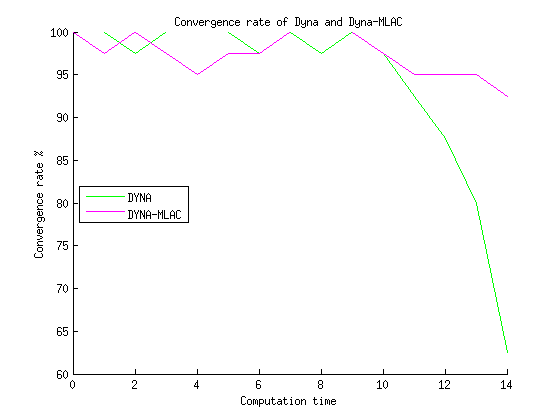 Convergence rate of Dyna and Dyna-MLAC
100
95
90
85
80
75
70
65
60
Convergence rate %
DYNA
DYNA-MLAC
0 2 4 6 8 10 12 14
Computation time